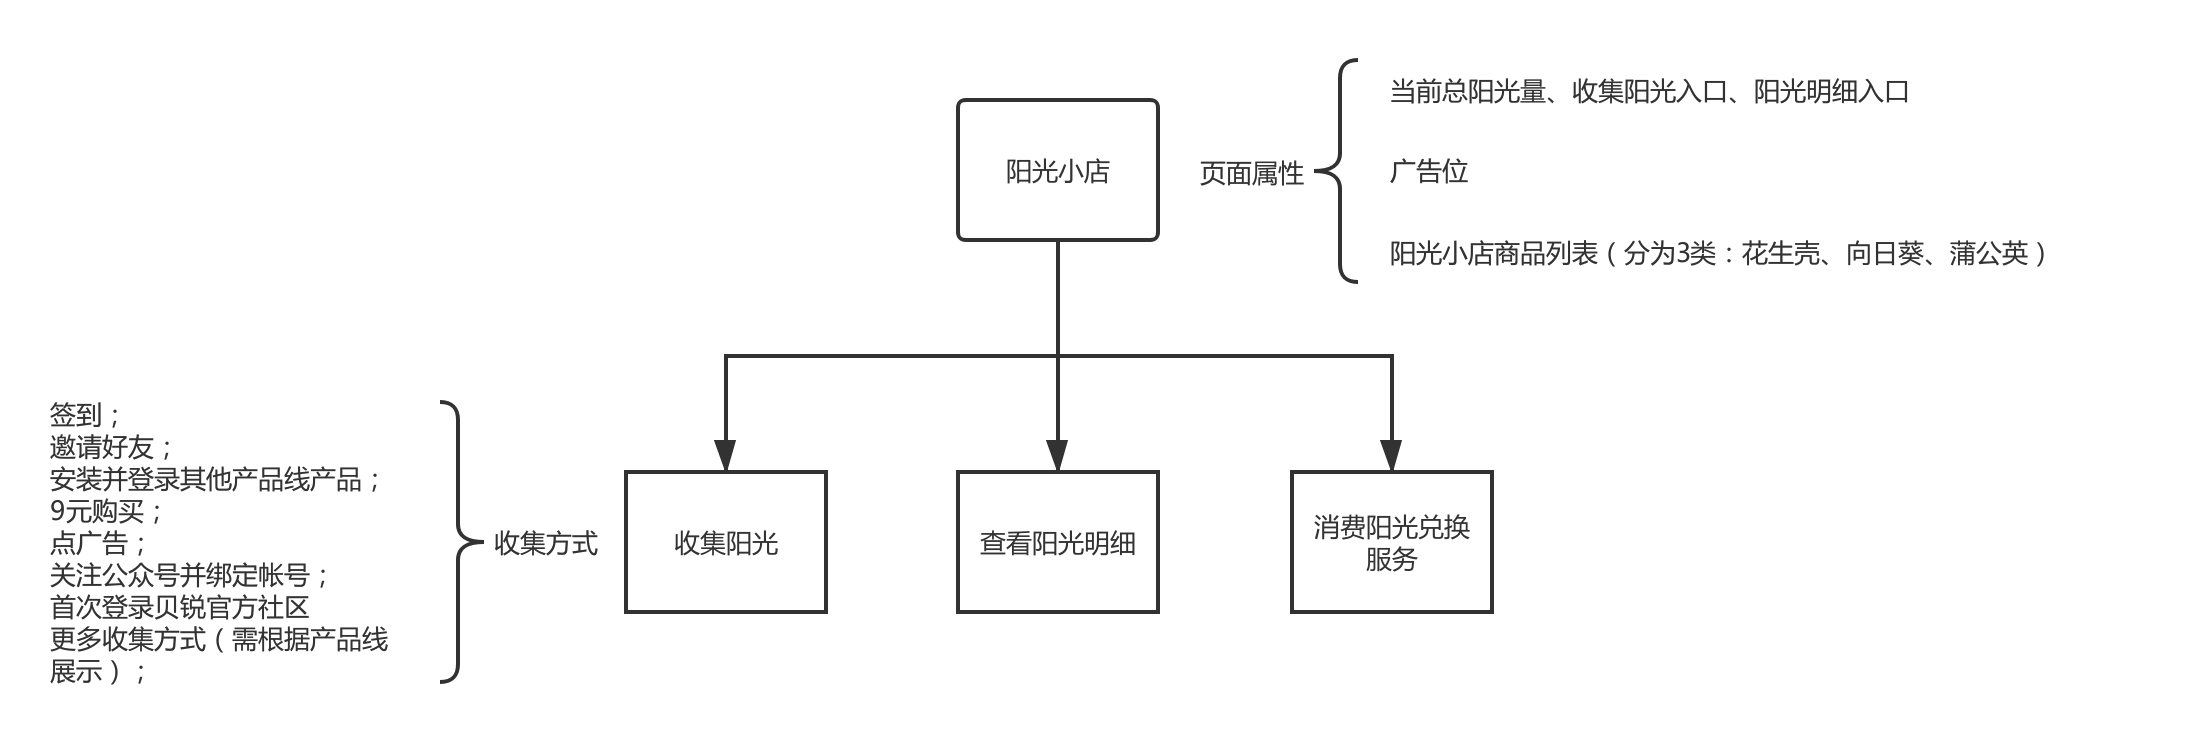 当前总阳光量、收集阳光入口、阳光明细入口
阳光小店
页面属性
广告位
阳光小店商品列表（分为3类：花生壳、向日葵、蒲公英）
签到；
邀请好友；
安装并登录其他产品线产品；
9元购买；
点广告；
关注公众号并绑定帐号；
首次登录贝锐官方社区
更多收集方式（需根据产品线
展示）；
收集方式
收集阳光
查看阳光明细
消费阳光兑换
服务